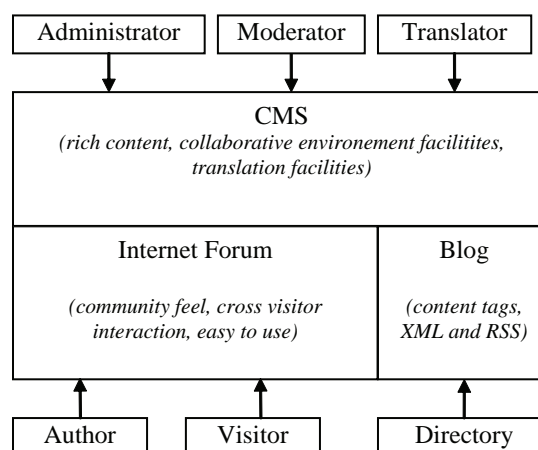 Administrator
Moderator
Translator
CMS
(rich content, collaborative environement facilitites,
translation facilities)
Internet Forum
(community feel, cross visitor
interaction, easy to use)
Blog
(content tags,
XML and RSS)
Author
Visitor
Directory